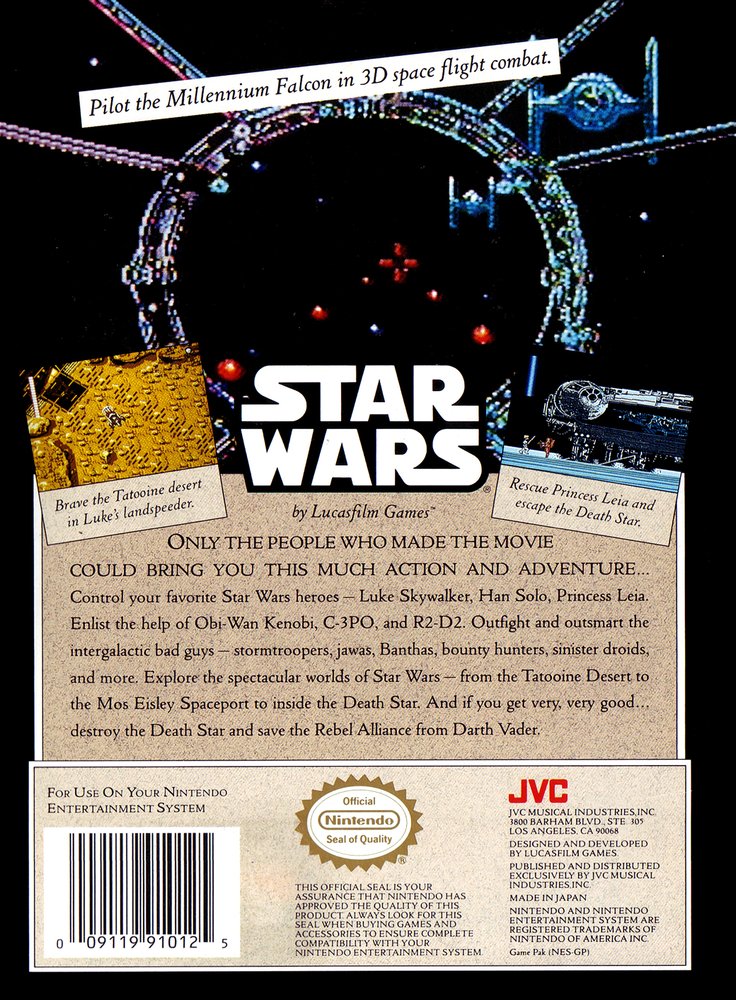 Pilot the Millennium Falcon in 3D space flight combat.
STAR
WARS®
Brave the Tatooine desert
in Luke's landspeeder.
Rescue Princess Leia and
escape the Death Star.
by Lucasfilm Games™
ONLY THE PEOPLE WHO MADE THE MOVIE
COULD BRING YOU THIS MUCH ACTION AND ADVENTURE...
Control your favorite Star Wars heroes — Luke Skywalker, Han Solo, Princess Leia.
Enlist the help of Obi-Wan Kenobi, C-3PO, and R2-D2. Outfight and outsmart the
intergalactic bad guys — stormtroopers, jawas, Banthas, bounty hunters, sinister droids,
and more. Explore the spectacular worlds of Star Wars — from the Tatooine Desert to
the Mos Eisley Spaceport to inside the Death Star. And if you get very, very good...
destroy the Death Star and save the Rebel Alliance from Darth Vader.
FOR USE ON YOUR NINTENDO
ENTERTAINMENT SYSTEM
0 09119 91012 5
Official
Nintendo
Seal of Quality
®
THIS OFFICIAL SEAL IS YOUR
ASSURANCE THAT NINTENDO HAS
APPROVED THE QUALITY OF THIS
PRODUCT. ALWAYS LOOK FOR THIS
SEAL WHEN BUYING GAMES AND
ACCESSORIES TO ENSURE COMPLETE
COMPATIBILITY WITH YOUR
NINTENDO ENTERTAINMENT SYSTEM.
JVC
JVC MUSICAL INDUSTRIES, INC.
3800 BARHAM BLVD., STE. 305
LOS ANGELES, CA 90068
DESIGNED AND DEVELOPED
BY LUCASFILM GAMES.
PUBLISHED AND DISTRIBUTED
EXCLUSIVELY BY JVC MUSICAL
INDUSTRIES, INC.
MADE IN JAPAN
NINTENDO AND NINTENDO
ENTERTAINMENT SYSTEM ARE
REGISTERED TRADEMARKS OF
NINTENDO OF AMERICA INC.
Game Pak (NES-GP)